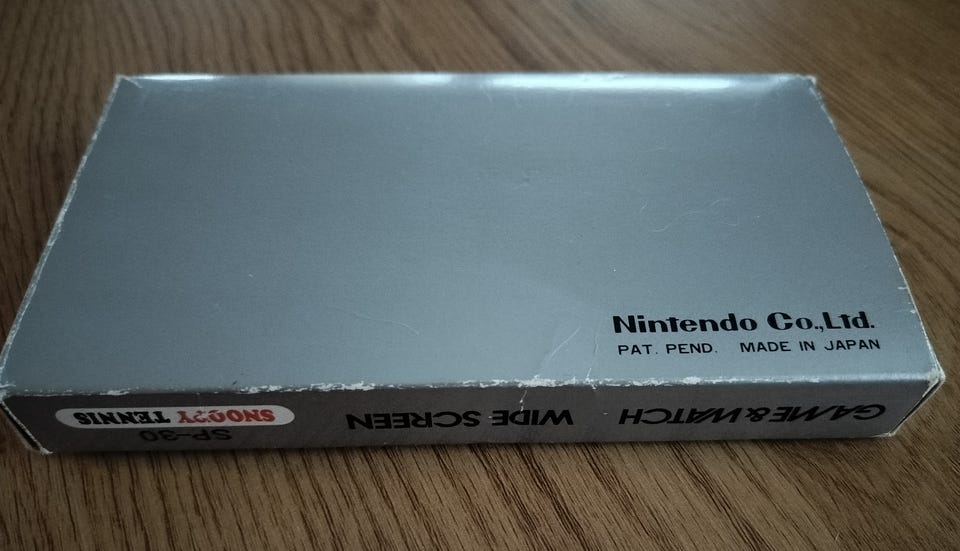 Nintendo Co.,Ltd.
PAT. PEND. MADE IN JAPAN
GAME & WATCH WIDE SCREEN SNOOPY TENNIS
SP-30